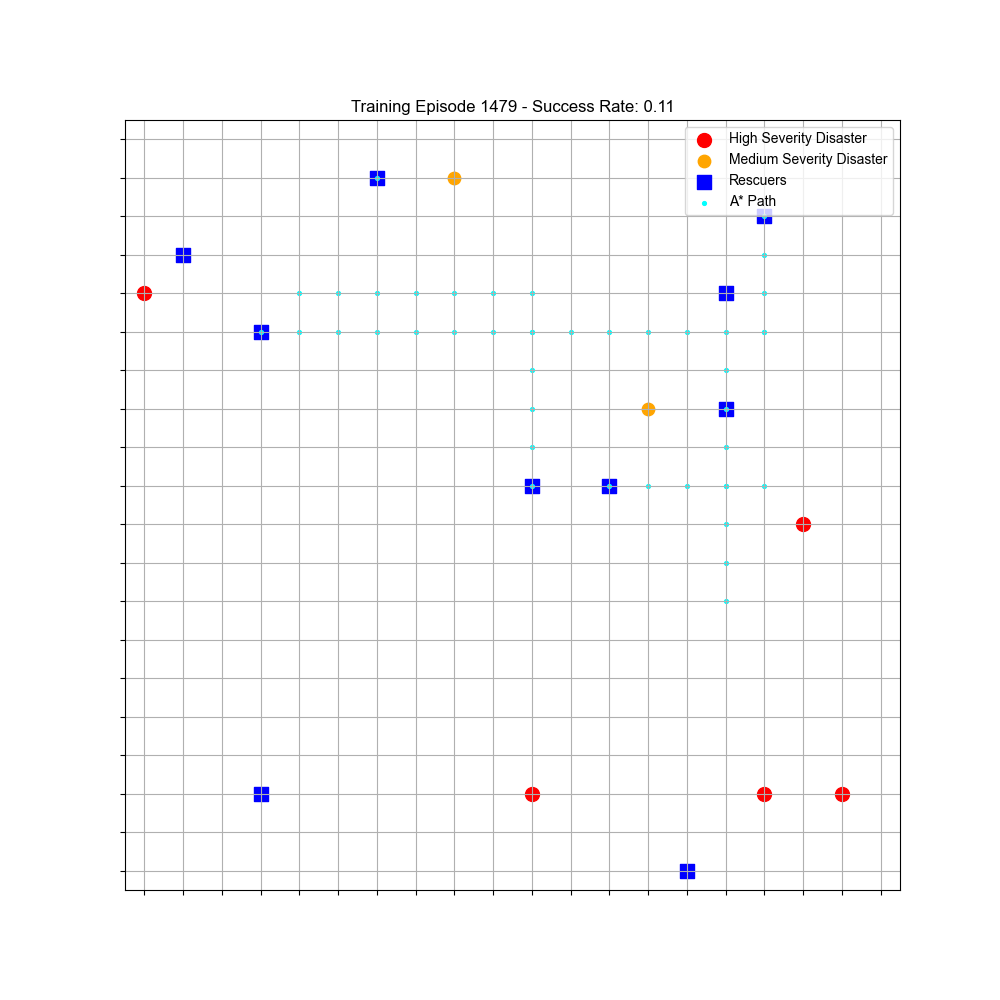 Training Episode 1479 - Success Rate: 0.11
High Severity Disaster
Medium Severity Disaster
Rescuers
A* Path